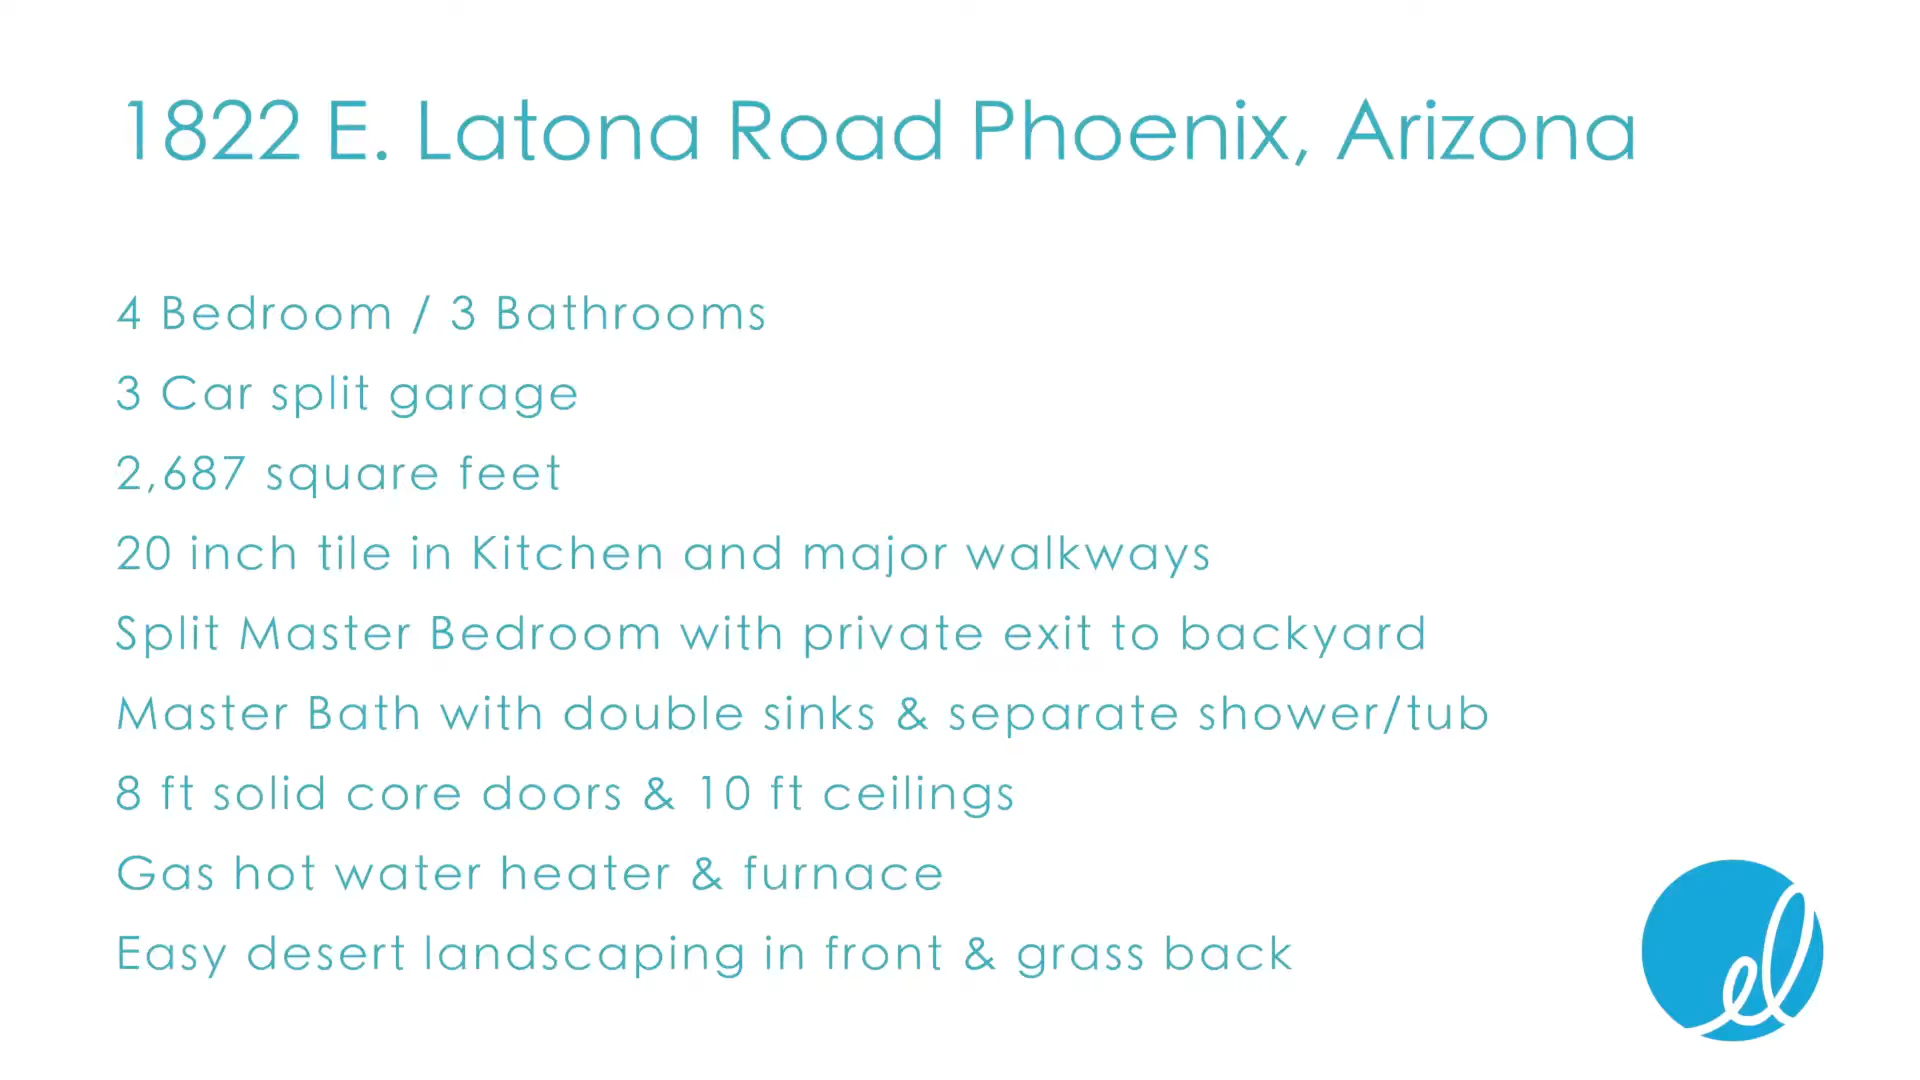 1822 E. Latona Road Phoenix, Arizona
4 Bedroom / 3 Bathrooms
3 Car split garage
2,687 square feet
20 inch tile in Kitchen and major walkways
Split Master Bedroom with private exit to backyard
Master Bath with double sinks & separate shower/tub
8 ft solid core doors & 10 ft ceilings
Gas hot water heater & furnace
Easy desert landscaping in front & grass back
el